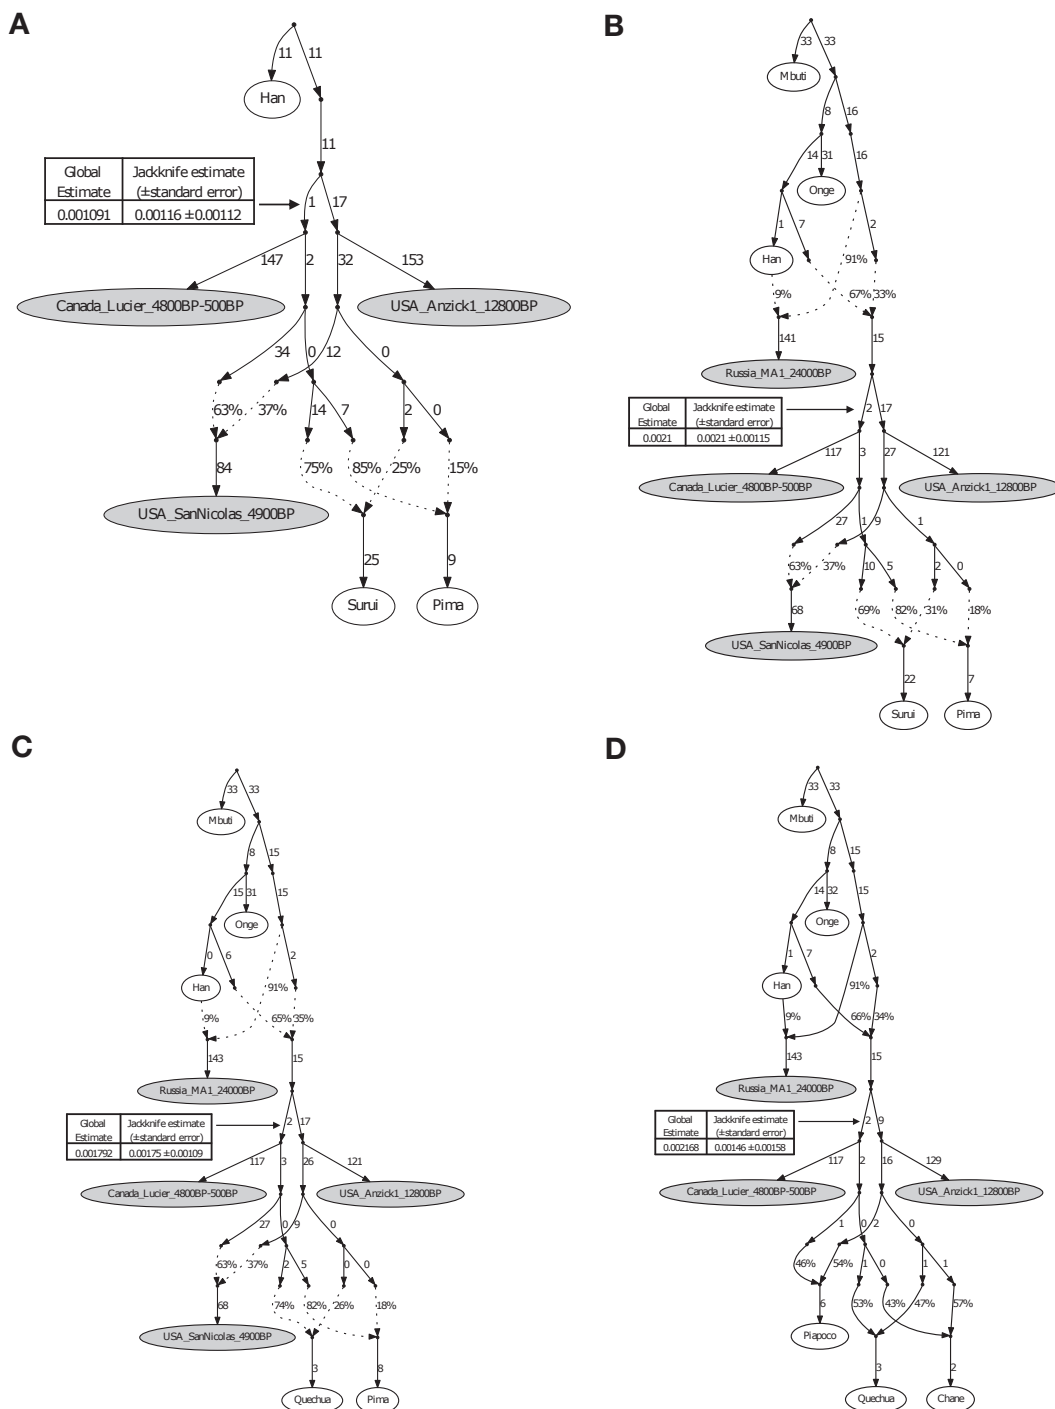 A
11 11
Han
11
Global Estimate Jackknife estimate (±standard error)
0.001091 0.00116 ±0.00112
1 17
147 2 32 153
Canada_Lucier_4800BP-500BP USA_Anzick1_12800BP
34 0 12 0
63% 37% 14 7 2 0
84 75% 85% 25% 15%
USA_SanNicolas_4900BP
25 9
Surui Pima
B
33 33
Mbuti
8 16
14 31 16
Onge
1 7 2
Han 91%
9% 67% 33%
141 15
Russia_MA1_24000BP
Global Estimate Jackknife estimate (±standard error)
0.0021 0.0021 ±0.00115
2 17
117 3 27 121
Canada_Lucier_4800BP-500BP USA_Anzick1_12800BP
27 1 9 1
63% 37% 10 5 2 0
68 69% 82% 31% 18%
USA_SanNicolas_4900BP
22 7
Surui Pima
C
33 33
Mbuti
8 15
15 31 15
Onge
0 6 2
Han 91%
9% 65% 35%
143 15
Russia_MA1_24000BP
Global Estimate Jackknife estimate (±standard error)
0.001792 0.00175 ±0.00109
2 17
117 3 26 121
Canada_Lucier_4800BP-500BP USA_Anzick1_12800BP
27 0 9 0
63% 37% 2 5 0 0
68 74% 82% 26% 18%
USA_SanNicolas_4900BP
3 8
Quechua Pima
D
33 33
Mbuti
8 15
14 32 15
Onge
1 7 2
Han 91%
9% 66% 34%
143 15
Russia_MA1_24000BP
Global Estimate Jackknife estimate (±standard error)
0.002168 0.00146 ±0.00158
2 9
117 2 16 129
Canada_Lucier_4800BP-500BP USA_Anzick1_12800BP
1 0 2 0
46% 54% 1 0 1 1
6 53% 43% 47% 57%
Piapoco
3 2
Quechua Chane